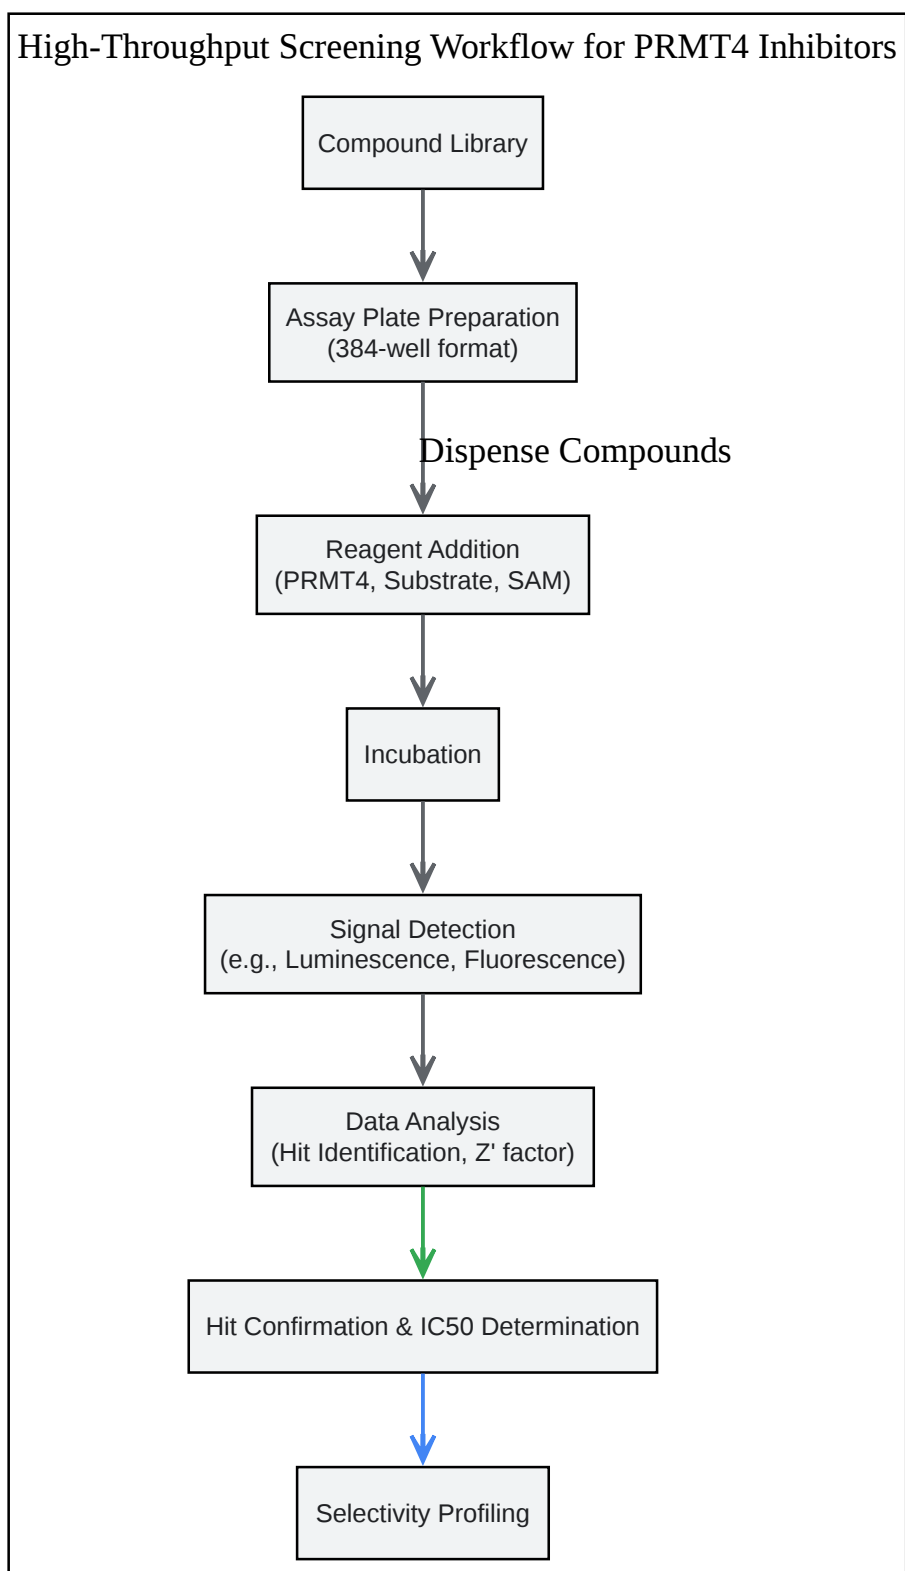 High-Throughput Screening Workflow for PRMT4 Inhibitors
Compound Library
Assay Plate Preparation
(384-well format)
Dispense Compounds
Reagent Addition
(PRMT4, Substrate, SAM)
Incubation
Signal Detection
(e.g., Luminescence, Fluorescence)
Data Analysis
(Hit Identification, Z' factor)
Hit Confirmation & IC50 Determination
Selectivity Profiling